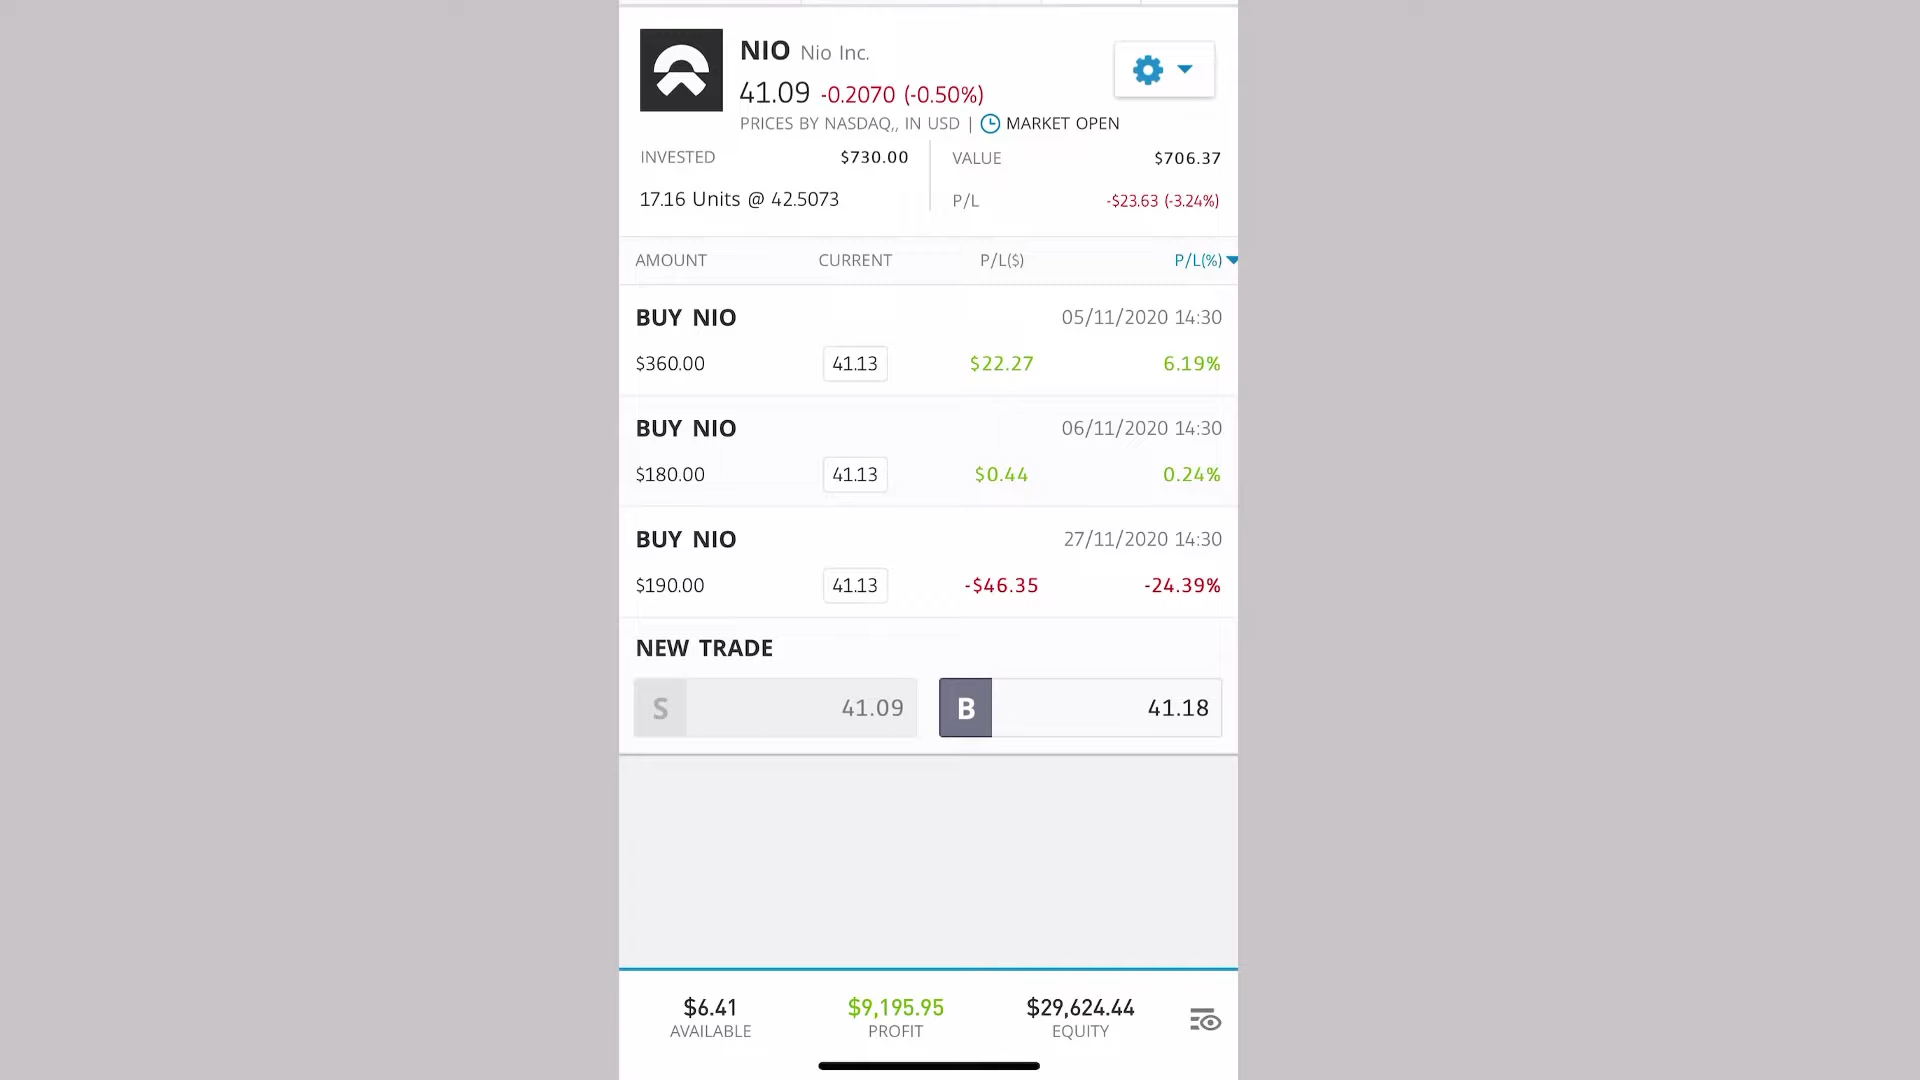 NIO Nio Inc.
41.09 -0.2070 (-0.50%)
PRICES BY NASDAQ,, IN USD | MARKET OPEN
INVESTED $730.00 VALUE $706.37
17.16 Units @ 42.5073 P/L -$23.63 (-3.24%)
AMOUNT CURRENT P/L($) P/L(%)
BUY NIO 05/11/2020 14:30
$360.00 41.13 $22.27 6.19%
BUY NIO 06/11/2020 14:30
$180.00 41.13 $0.44 0.24%
BUY NIO 27/11/2020 14:30
$190.00 41.13 -$46.35 -24.39%
NEW TRADE
S 41.09 B 41.18
$6.41 $9,195.95 $29,624.44
AVAILABLE PROFIT EQUITY